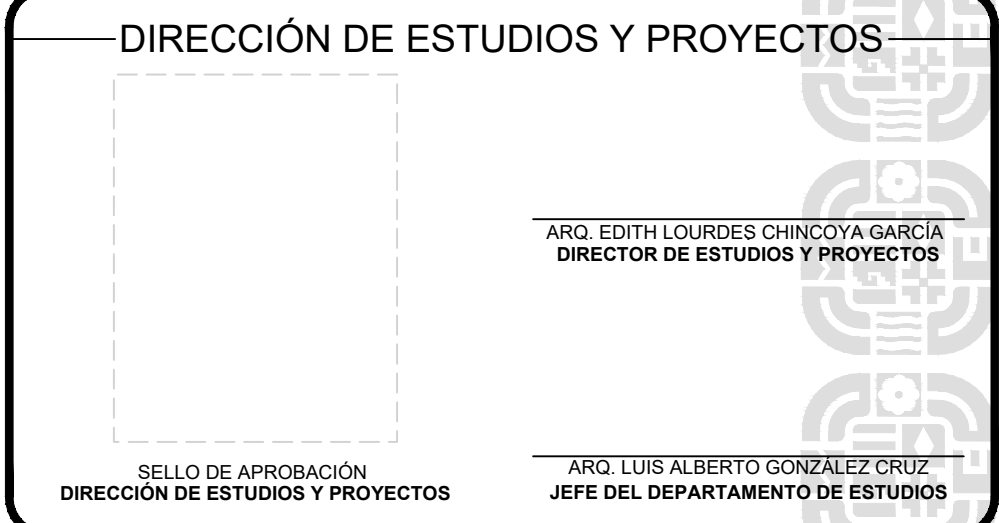 DIRECCIÓN DE ESTUDIOS Y PROYECTOS
ARQ. EDITH LOURDES CHINCOYA GARCÍA
DIRECTOR DE ESTUDIOS Y PROYECTOS
SELLO DE APROBACIÓN
DIRECCIÓN DE ESTUDIOS Y PROYECTOS
ARQ. LUIS ALBERTO GONZÁLEZ CRUZ
JEFE DEL DEPARTAMENTO DE ESTUDIOS